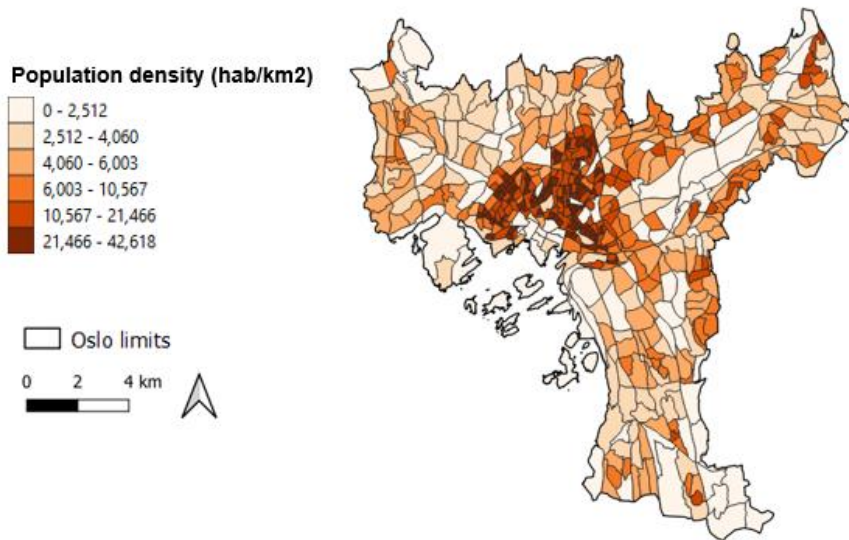 Population density (hab/km2)
0 - 2,512
2,512 - 4,060
4,060 - 6,003
6,003 - 10,567
10,567 - 21,466
21,466 - 42,618
Oslo limits
0 2 4 km